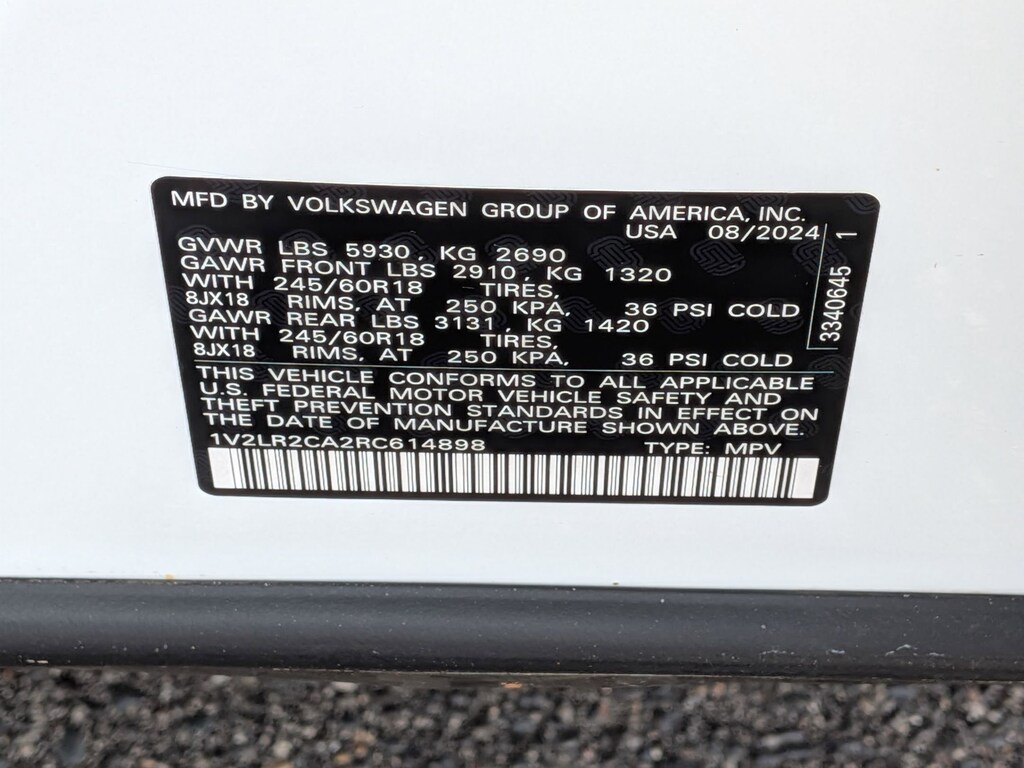 MFD BY VOLKSWAGEN GROUP OF AMERICA, INC.
USA 08/2024
GVWR LBS 5930, KG 2690
GAWR FRONT LBS 2910, KG 1320
WITH 245/60R18 TIRES,
8JX18 RIMS, AT 250 KPA, 36 PSI COLD
GAWR REAR LBS 3131, KG 1420
WITH 245/60R18 TIRES,
8JX18 RIMS, AT 250 KPA, 36 PSI COLD
3340645 1
THIS VEHICLE CONFORMS TO ALL APPLICABLE
U.S. FEDERAL MOTOR VEHICLE SAFETY AND
THEFT PREVENTION STANDARDS IN EFFECT ON
THE DATE OF MANUFACTURE SHOWN ABOVE.
1V2LR2CA2RC614898 TYPE: MPV